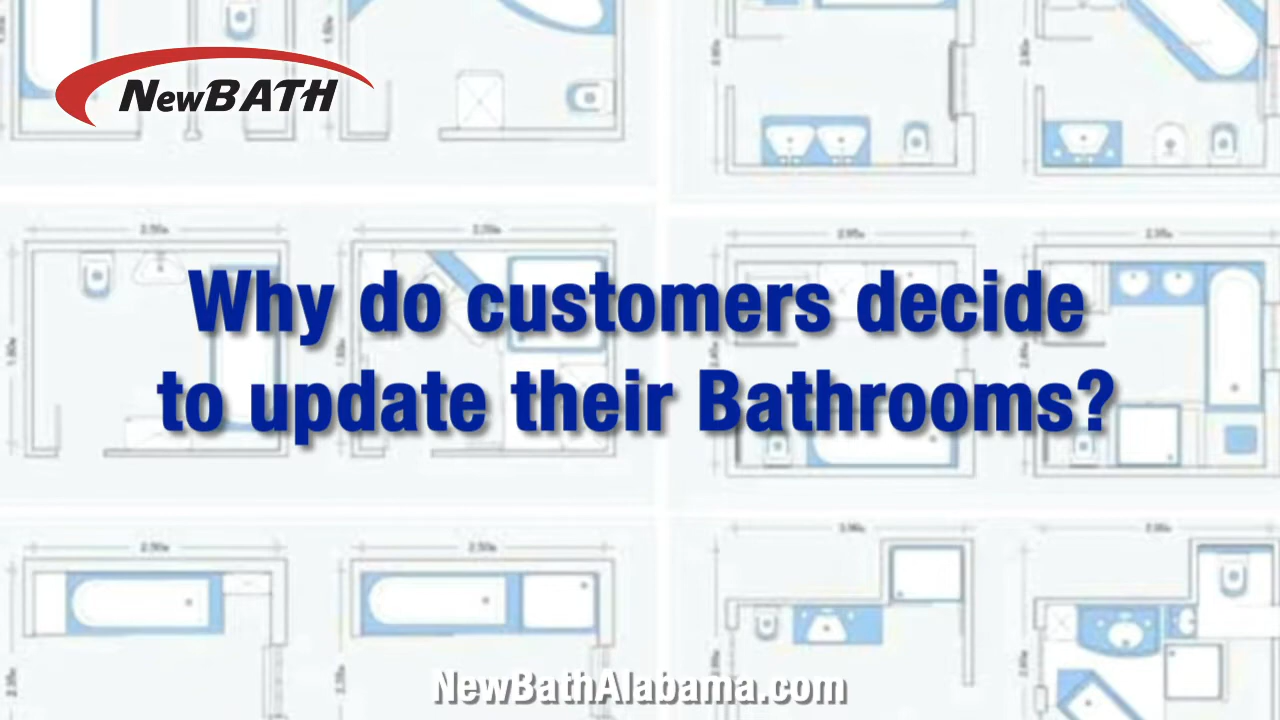 NewBATH
Why do customers decide
to update their Bathrooms?
NewBathAlabama.com